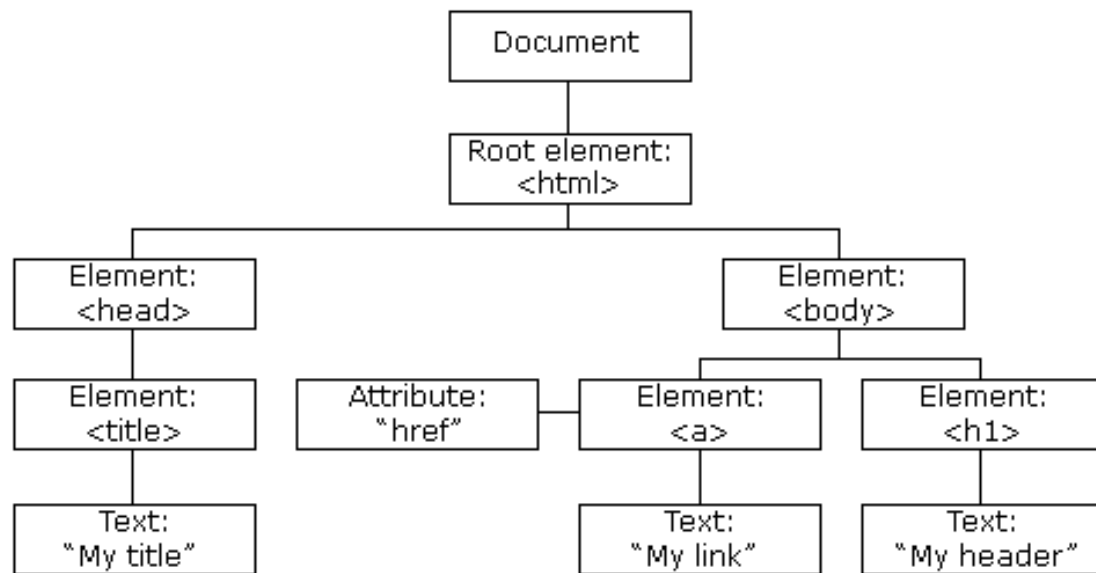 Document
Root element:
<html>
Element:
<head>
Element:
<body>
Element:
<title>
Attribute:
“href”
Element:
<a>
Element:
<h1>
Text:
“My title”
Text:
“My link”
Text:
“My header”